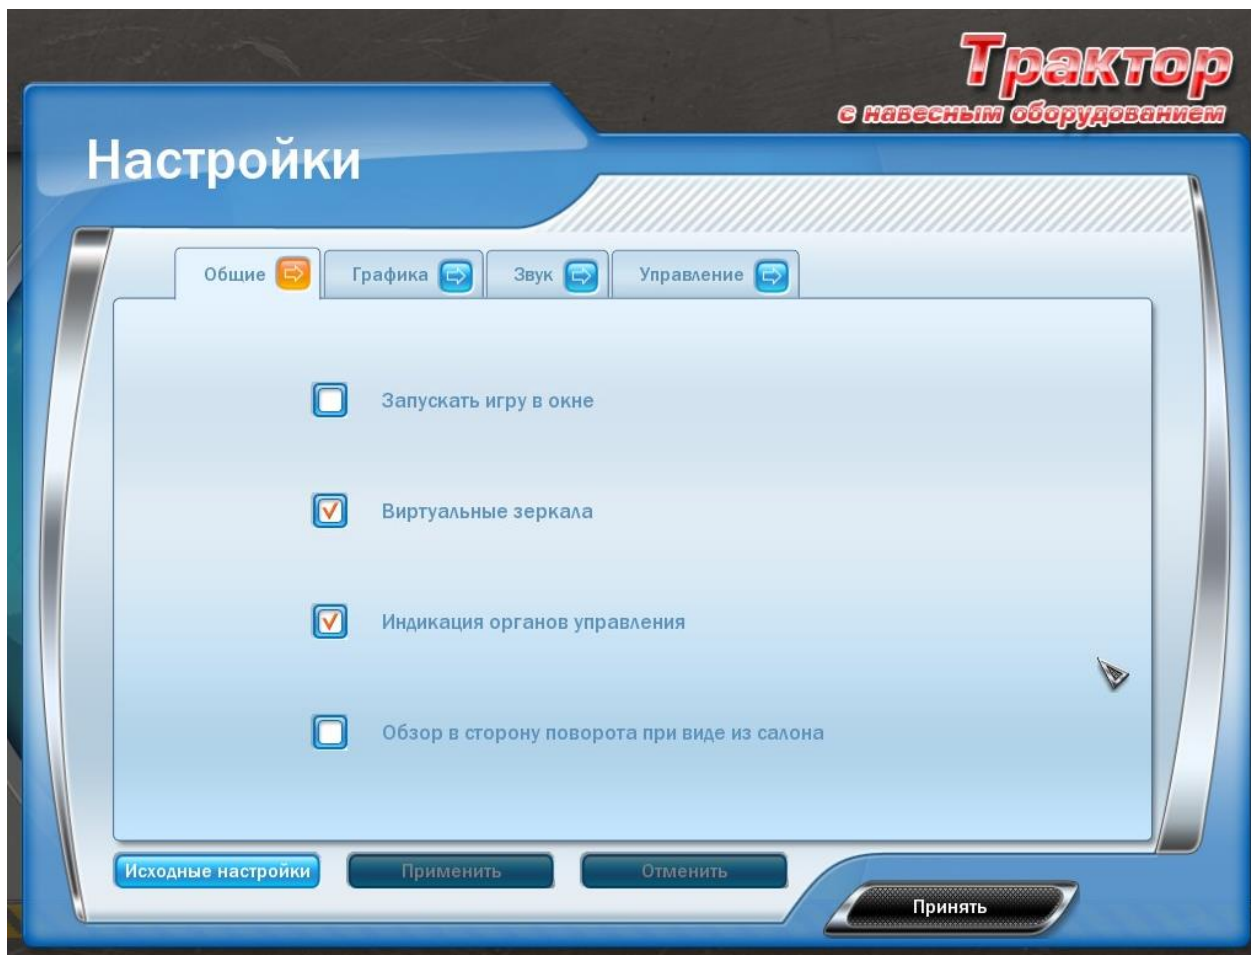 Трактор
с навесным оборудованием
Настройки
Общие Графика Звук Управление
Запускать игру в окне
Виртуальные зеркала
Индикация органов управления
Обзор в сторону поворота при виде из салона
Исходные настройки Применить Отменить
Принять